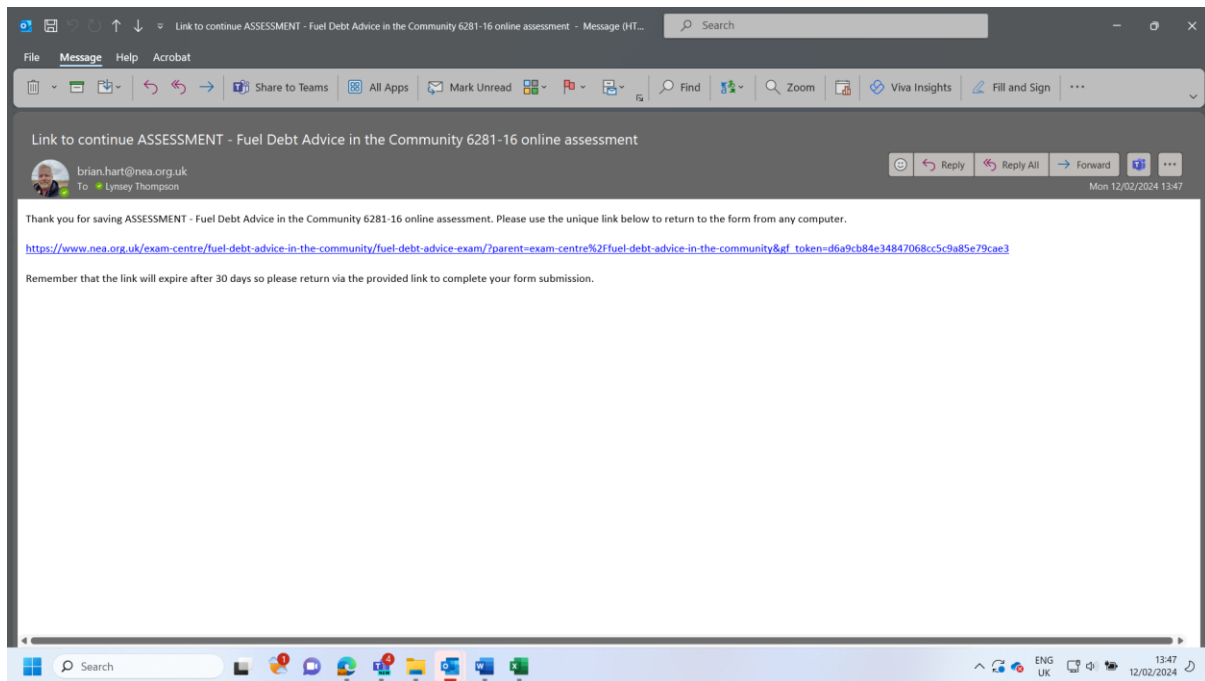 Link to continue ASSESSMENT - Fuel Debt Advice in the Community 6281-16 online assessment - Message (HT...
Search
File Message Help Acrobat
Share to Teams All Apps Mark Unread Find Zoom Viva Insights Fill and Sign
Link to continue ASSESSMENT - Fuel Debt Advice in the Community 6281-16 online assessment
brian.hart@nea.org.uk
To Lynsey Thompson
Reply Reply All Forward
Mon 12/02/2024 13:47
Thank you for saving ASSESSMENT - Fuel Debt Advice in the Community 6281-16 online assessment. Please use the unique link below to return to the form from any computer.
https://www.nea.org.uk/exam-centre/fuel-debt-advice-in-the-community/fuel-debt-advice-exam/?parent=exam-centre%2Ffuel-debt-advice-in-the-community&gf_token=d6a9cb84e34847068cc5c9a85e79cae3
Remember that the link will expire after 30 days so please return via the provided link to complete your form submission.
Search
ENG
UK
13:47
12/02/2024